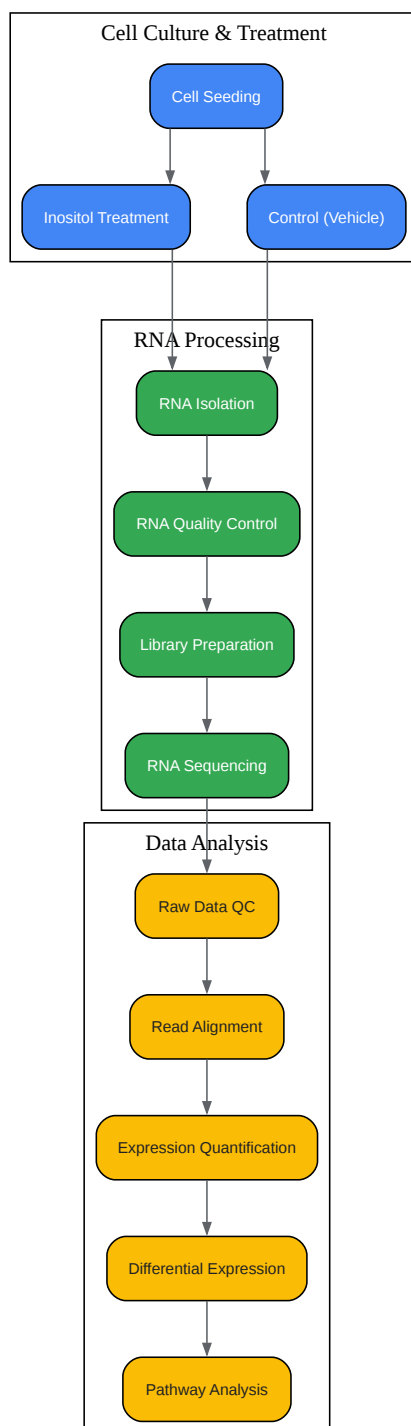 Cell Culture & Treatment
Cell Seeding
Inositol Treatment
Control (Vehicle)
RNA Processing
RNA Isolation
RNA Quality Control
Library Preparation
RNA Sequencing
Data Analysis
Raw Data QC
Read Alignment
Expression Quantification
Differential Expression
Pathway Analysis